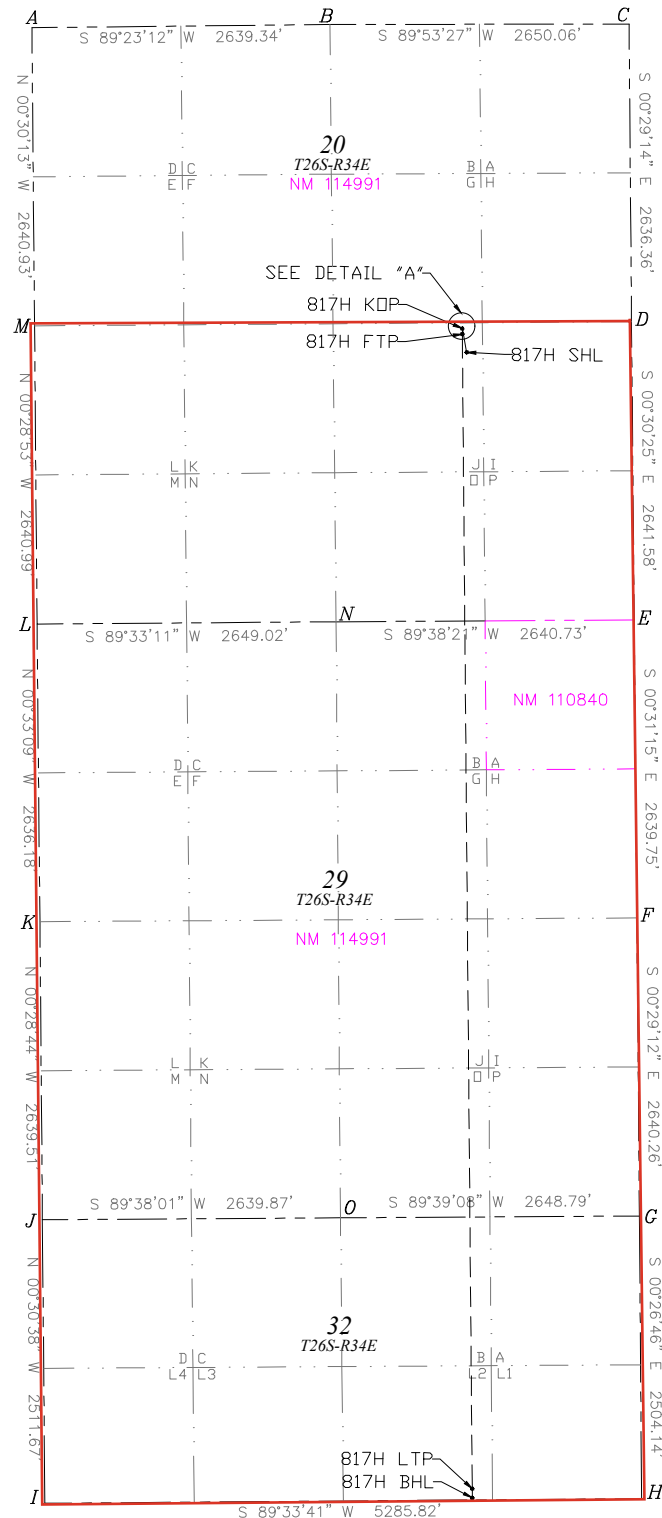 A B C
S 89°23'12" W 2639.34' S 89°53'27" W 2650.06'
N 00°30'13" W 2640.93'
S 00°29'14" E 2636.36'
20
T26S-R34E
NM 114991
D C B A
E F G H
SEE DETAIL "A"
817H KOP
M D
817H FTP
817H SHL
N 00°28'53" W 2640.99'
S 00°30'25" E 2641.58'
L K J I
M N O P
L N E
S 89°33'11" W 2649.02' S 89°38'21" W 2640.73'
NM 110840
N 00°33'09" W 2636.18'
S 00°31'15" E 2639.75'
D C B A
E F G H
29
T26S-R34E
K F
NM 114991
N 00°28'44" W 2639.51'
S 00°29'12" E 2640.26'
L K J I
M N O P
S 89°38'01" W 2639.87' S 89°39'08" W 2648.79'
J O G
N 00°30'38" W 2511.67'
S 00°26'46" E 2504.14'
32
T26S-R34E
D C B A
L4 L3 L2 L1
817H LTP
817H BHL
I H
S 89°33'41" W 5285.82'